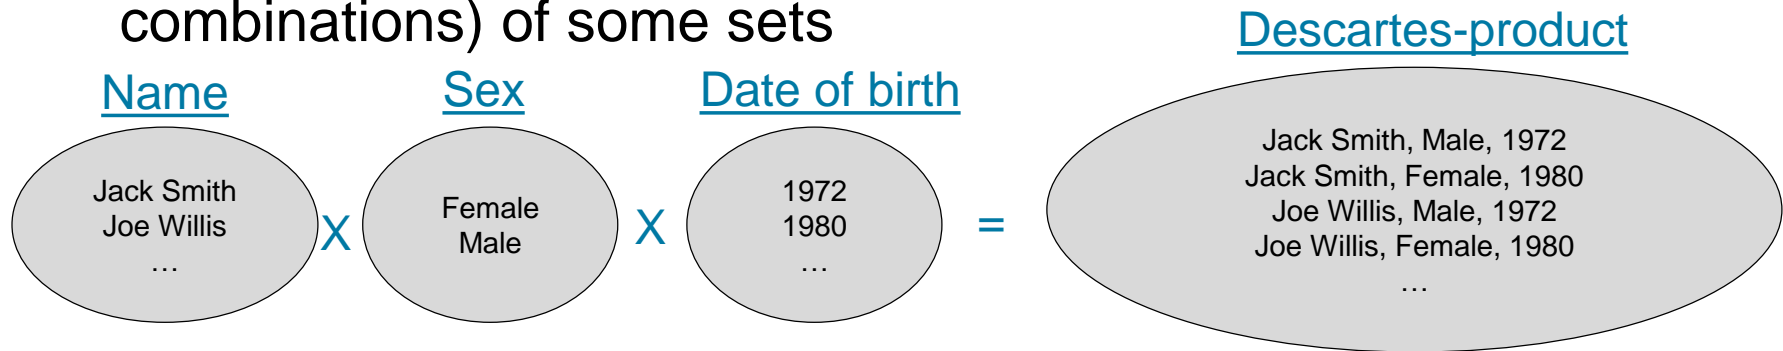 combinations) of some sets
Name
Jack Smith
Joe Willis
…
X
Sex
Female
Male
X
Date of birth
1972
1980
…
=
Descartes-product
Jack Smith, Male, 1972
Jack Smith, Female, 1980
Joe Willis, Male, 1972
Joe Willis, Female, 1980
…